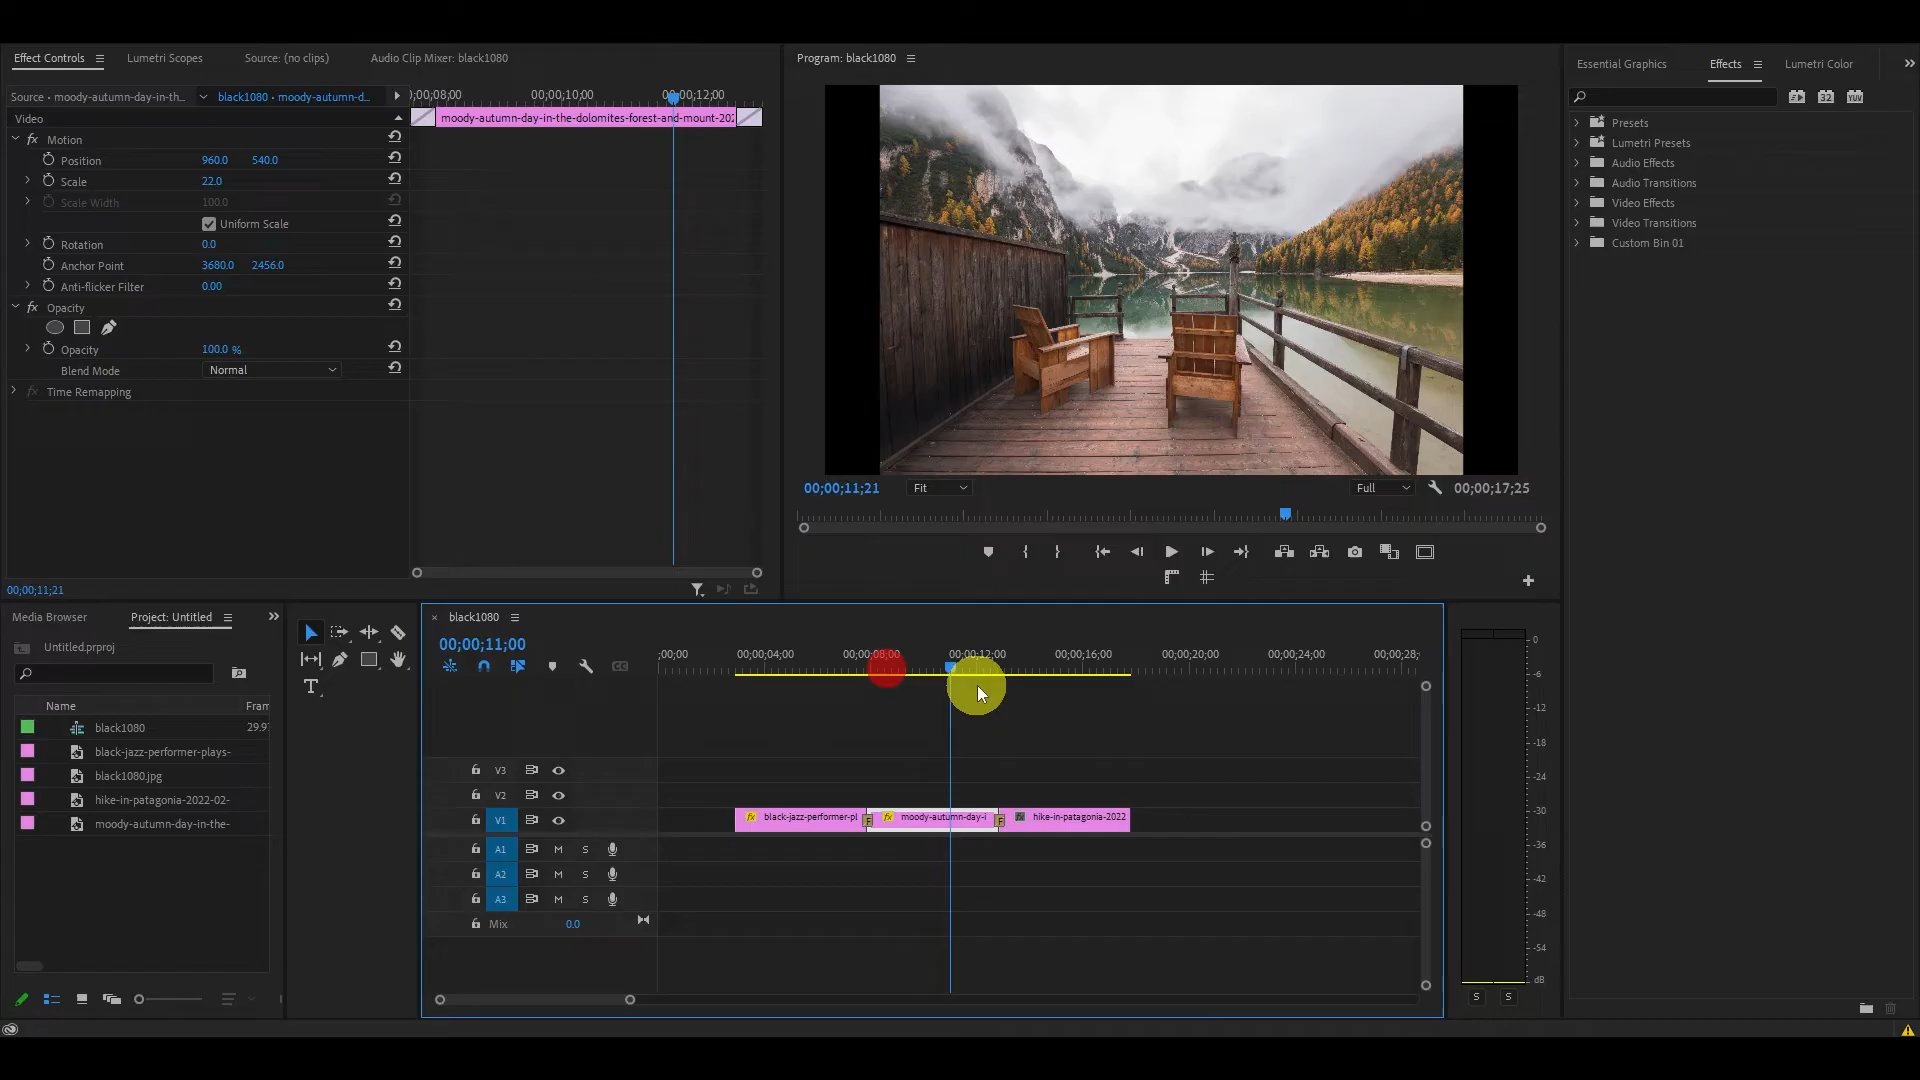 Effect Controls
Lumetri Scopes
Source: (no clips)
Audio Clip Mixer: black1080
Source • moody-autumn-day-in-th...
black1080 • moody-autumn-d...
;00;08;00
00;00;10;00
00;00;12;00
Video
moody-autumn-day-in-the-dolomites-forest-and-mount-202
fx Motion
Position 960.0 540.0
Scale 22.0
Scale Width 100.0
Uniform Scale
Rotation 0.0
Anchor Point 3680.0 2456.0
Anti-flicker Filter 0.00
fx Opacity
Opacity 100.0 %
Blend Mode Normal
fx Time Remapping
00;00;11;21
Program: black1080
00;00;11;21
Fit
Full
00;00;17;25
Essential Graphics
Effects
Lumetri Color
32
YUV
Presets
Lumetri Presets
Audio Effects
Audio Transitions
Video Effects
Video Transitions
Custom Bin 01
Media Browser
Project: Untitled
Untitled.prproj
Name
Fram
black1080
29.97
black-jazz-performer-plays-
black1080.jpg
hike-in-patagonia-2022-02-
moody-autumn-day-in-the-
T
black1080
00;00;11;00
CC
;00;00
00;00;04;00
00;00;08;00
00;00;12;00
00;00;16;00
00;00;20;00
00;00;24;00
00;00;28;
V3
V2
V1
fx black-jazz-performer-pl
fx moody-autumn-day-i
fx hike-in-patagonia-2022
A1 M S
A2 M S
A3 M S
Mix 0.0
0
-6
-12
-18
-24
-30
-36
-42
-48
-54
dB
S S